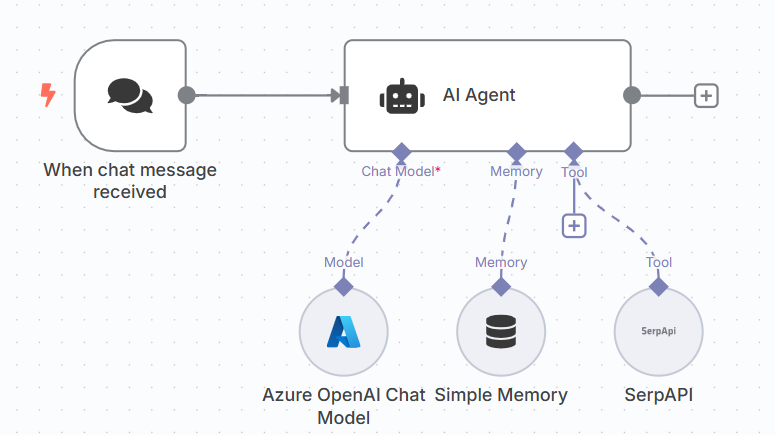 AI Agent
When chat message
received
Chat Model*
Memory
Tool
Model
Memory
Tool
SerpApi
Azure OpenAI Chat
Model
Simple Memory
SerpAPI